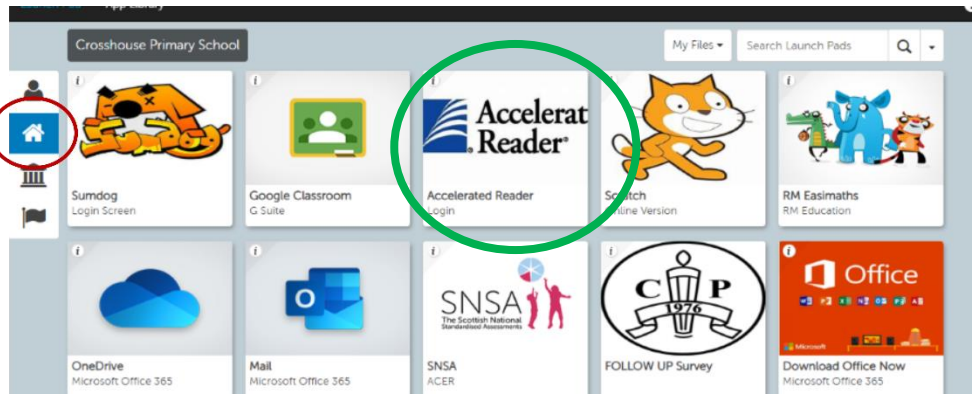 App Library
Crosshouse Primary School
My Files
Search Launch Pads
Accelerat
Reader
Sumdog
Login Screen
Google Classroom
G Suite
Accelerated Reader
Login
Scratch
Online Version
RM Easimaths
RM Education
SNSA
The Scottish National
Standardised Assessments
C P
1976
Office
Microsoft
OneDrive
Microsoft Office 365
Mail
Microsoft Office 365
SNSA
ACER
FOLLOW UP Survey
Download Office Now
Microsoft Office 365